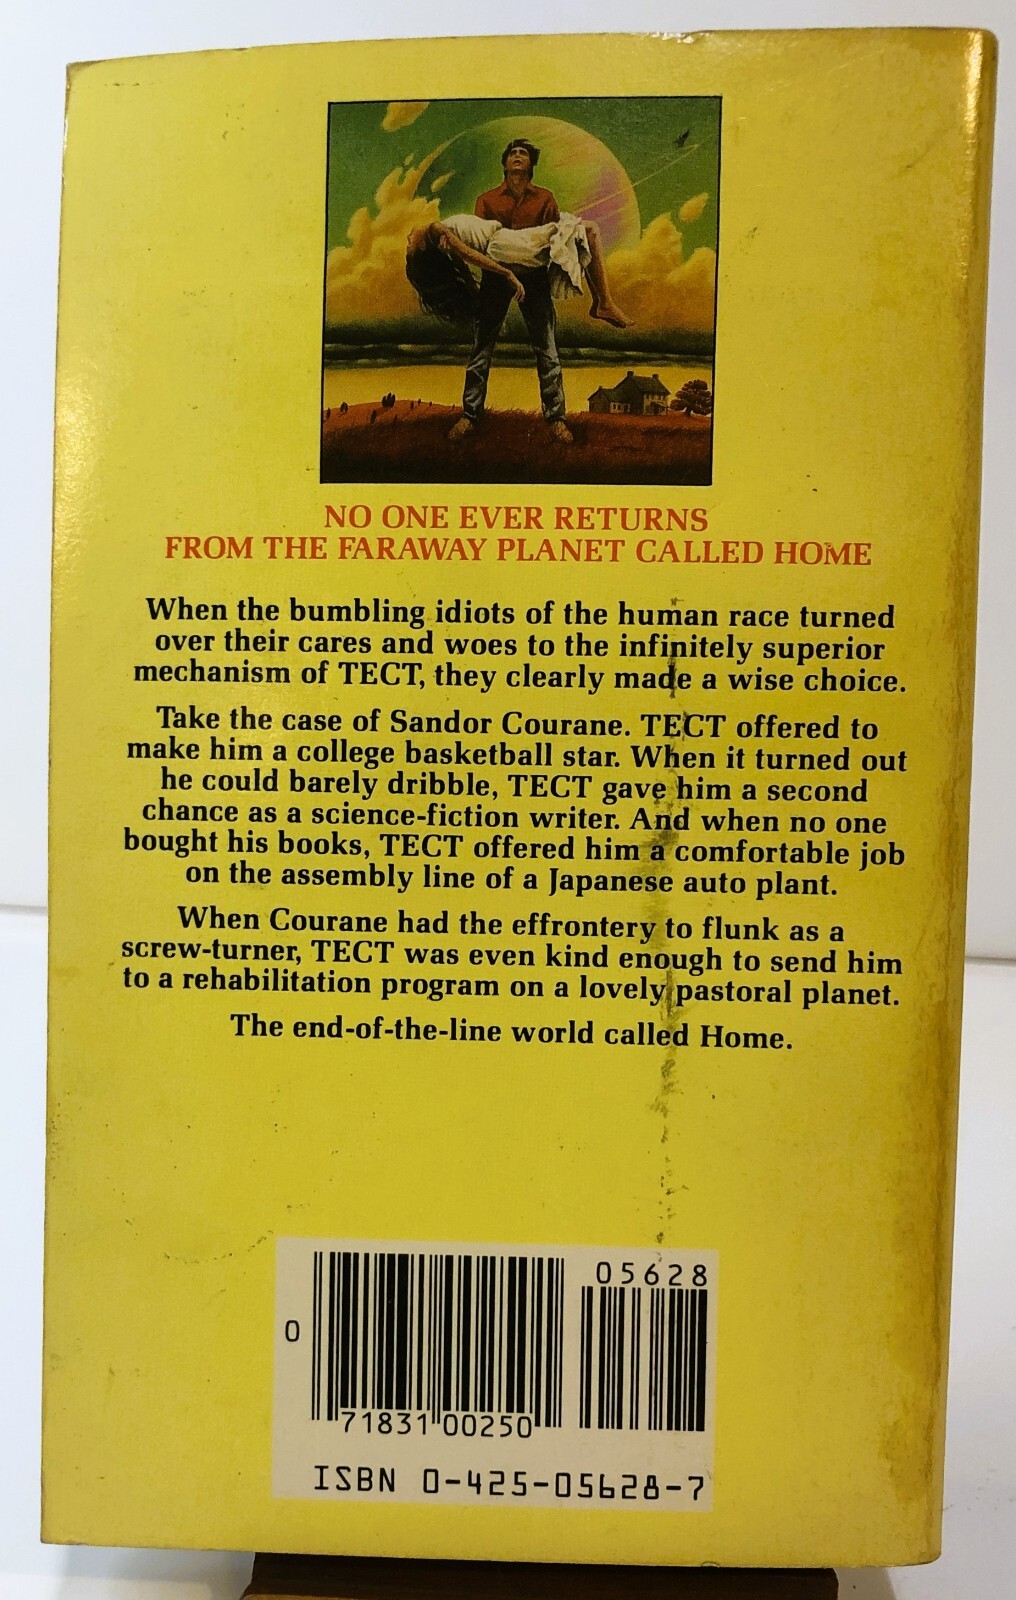 NO ONE EVER RETURNS
FROM THE FARAWAY PLANET CALLED HOME
When the bumbling idiots of the human race turned
over their cares and woes to the infinitely superior
mechanism of TECT, they clearly made a wise choice.
Take the case of Sandor Courane. TECT offered to
make him a college basketball star. When it turned out
he could barely dribble, TECT gave him a second
chance as a science-fiction writer. And when no one
bought his books, TECT offered him a comfortable job
on the assembly line of a Japanese auto plant.
When Courane had the effrontery to flunk as a
screw-turner, TECT was even kind enough to send him
to a rehabilitation program on a lovely pastoral planet.
The end-of-the-line world called Home.
05628
0
71831 00250
ISBN 0-425-05628-7